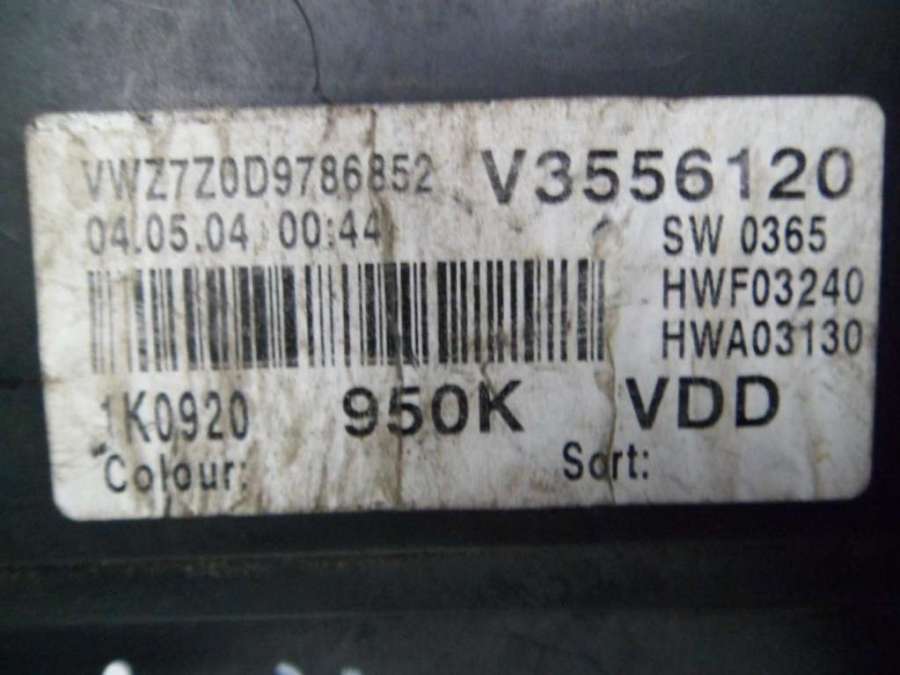 VWZ7Z0D9786852 V3556120
04.05.04 00:44 SW 0365
HWF03240
HWA03130
1K0920 950K VDD
Colour: Sort: